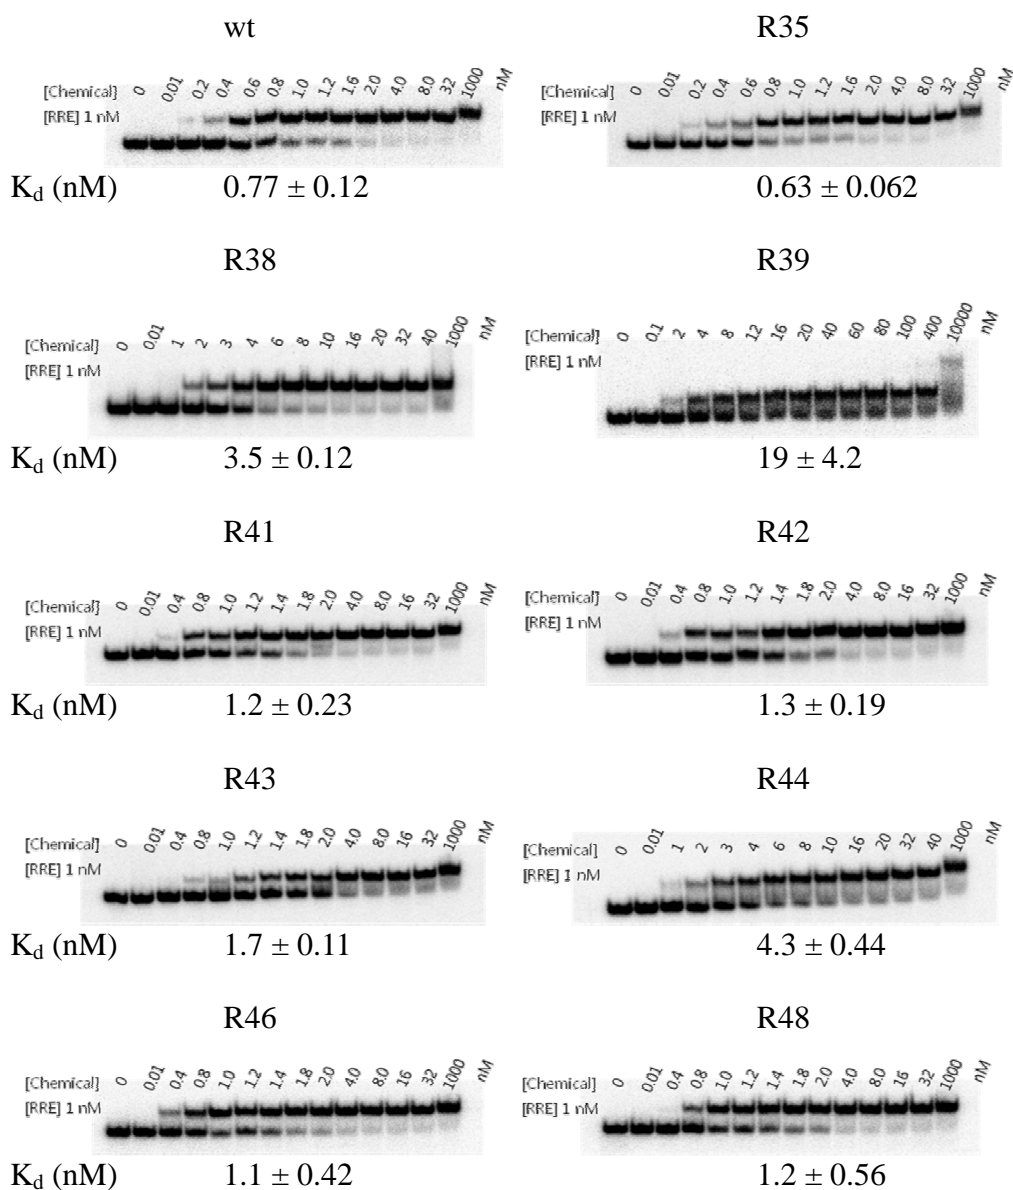 wt
R35
[Chemical] 0 0.01 0.2 0.4 0.6 0.8 1.0 1.2 1.6 2.0 4.0 8.0 32 1000 nM
[RRE] 1 nM
[Chemical] 0 0.01 0.2 0.4 0.6 0.8 1.0 1.2 1.6 2.0 4.0 8.0 32 1000 nM
[RRE] 1 nM
Kd (nM) 0.77 ± 0.12
0.63 ± 0.062
R38
R39
[Chemical] 0 0.01 1 2 3 4 6 8 10 16 20 32 40 1000 nM
[RRE] 1 nM
[Chemical] 0 0.1 2 4 8 12 16 20 40 60 80 100 400 10000 nM
[RRE] 1 nM
Kd (nM) 3.5 ± 0.12
19 ± 4.2
R41
R42
[Chemical] 0 0.01 0.4 0.8 1.0 1.2 1.4 1.8 2.0 4.0 8.0 16 32 1000 nM
[RRE] 1 nM
[Chemical] 0 0.01 0.4 0.8 1.0 1.2 1.4 1.8 2.0 4.0 8.0 16 32 1000 nM
[RRE] 1 nM
Kd (nM) 1.2 ± 0.23
1.3 ± 0.19
R43
R44
[Chemical] 0 0.01 0.4 0.8 1.0 1.2 1.4 1.8 2.0 4.0 8.0 16 32 1000 nM
[RRE] 1 nM
[Chemical] 0 0.01 1 2 3 4 6 8 10 16 20 32 40 1000 nM
[RRE] 1 nM
Kd (nM) 1.7 ± 0.11
4.3 ± 0.44
R46
R48
[Chemical] 0 0.01 0.4 0.8 1.0 1.2 1.4 1.8 2.0 4.0 8.0 16 32 1000 nM
[RRE] 1 nM
[Chemical] 0 0.01 0.4 0.8 1.0 1.2 1.4 1.8 2.0 4.0 8.0 16 32 1000 nM
[RRE] 1 nM
Kd (nM) 1.1 ± 0.42
1.2 ± 0.56